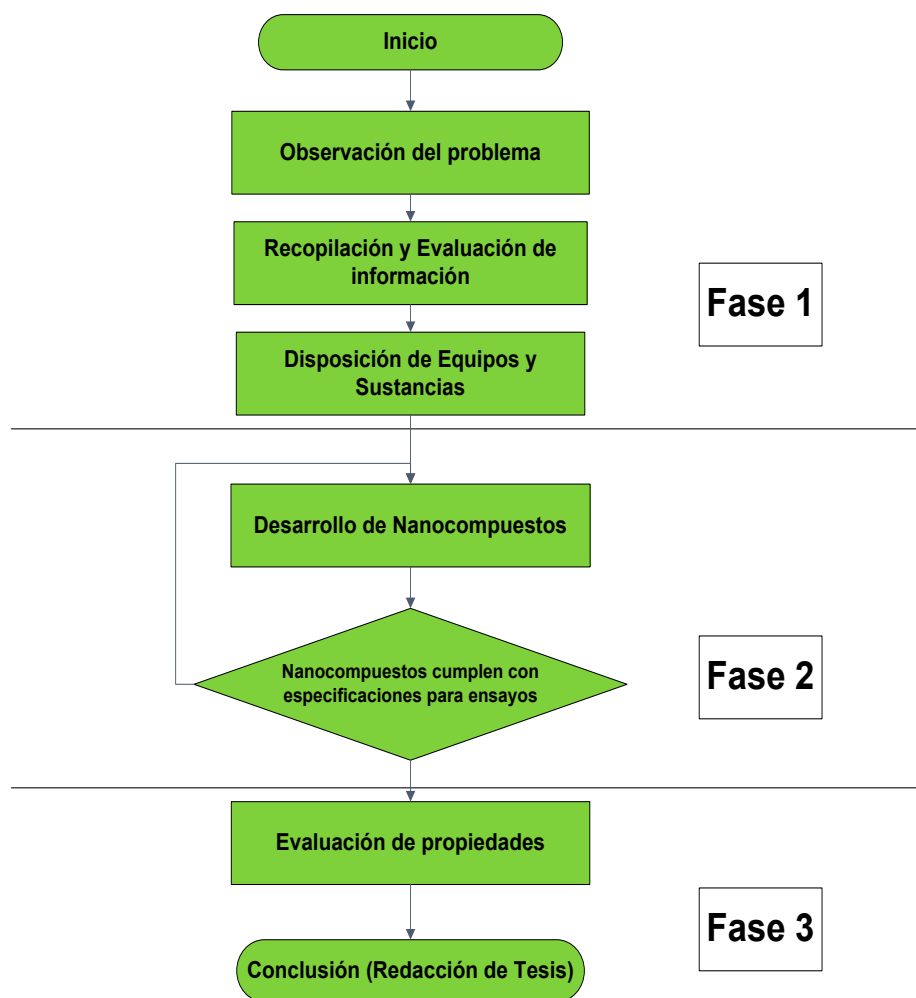 Inicio
Observación del problema
Recopilación y Evaluación de
información
Fase 1
Disposición de Equipos y
Sustancias
Desarrollo de Nanocompuestos
Nanocompuestos cumplen con
especificaciones para ensayos
Fase 2
Evaluación de propiedades
Fase 3
Conclusión (Redacción de Tesis)